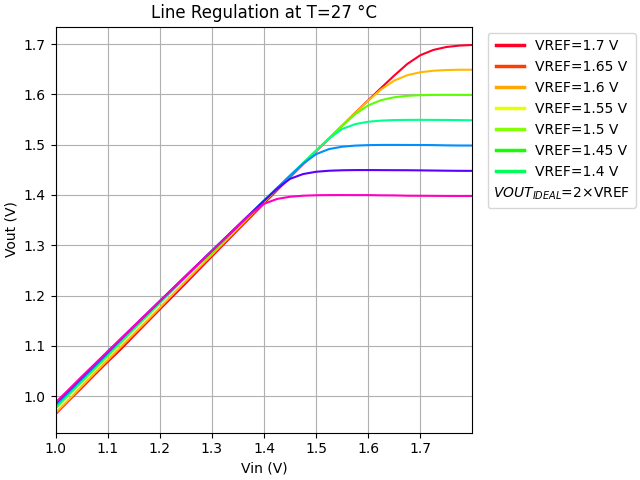 Line Regulation at T=27 °C
Vout (V)
1.7
1.6
1.5
1.4
1.3
1.2
1.1
1.0
1.0 1.1 1.2 1.3 1.4 1.5 1.6 1.7
Vin (V)
VREF=1.7 V
VREF=1.65 V
VREF=1.6 V
VREF=1.55 V
VREF=1.5 V
VREF=1.45 V
VREF=1.4 V
VOUT_IDEAL=2×VREF